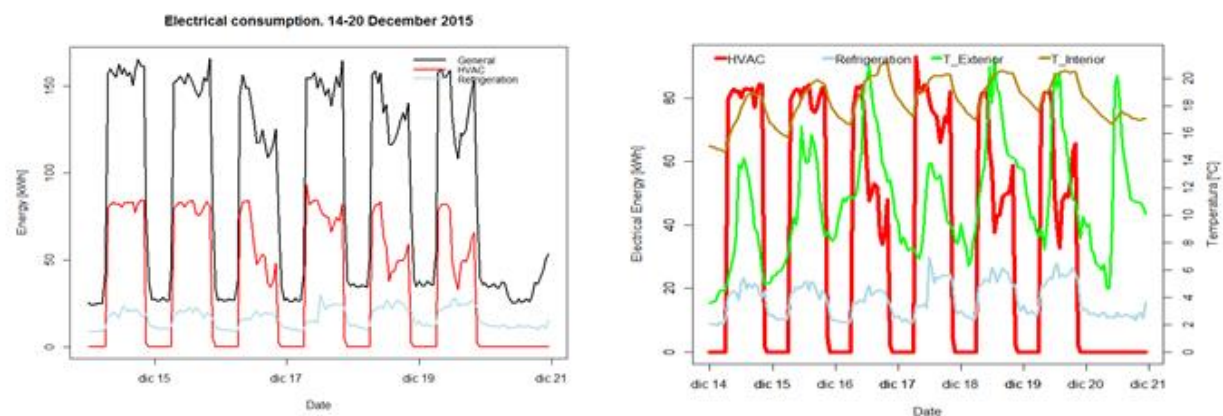 Electrical consumption. 14-20 December 2015
General
HVAC
Refrigeration
Energy [kWh]
0
50
100
150
dic 15
dic 17
dic 19
dic 21
Date
HVAC
Refrigeration
T_Exterior
T_Interior
Electrical Energy [kWh]
0
20
40
60
80
dic 14
dic 15
dic 16
dic 17
dic 18
dic 19
dic 20
dic 21
Date
0
2
4
6
8
10
12
14
16
18
20
Temperatura [ºC]